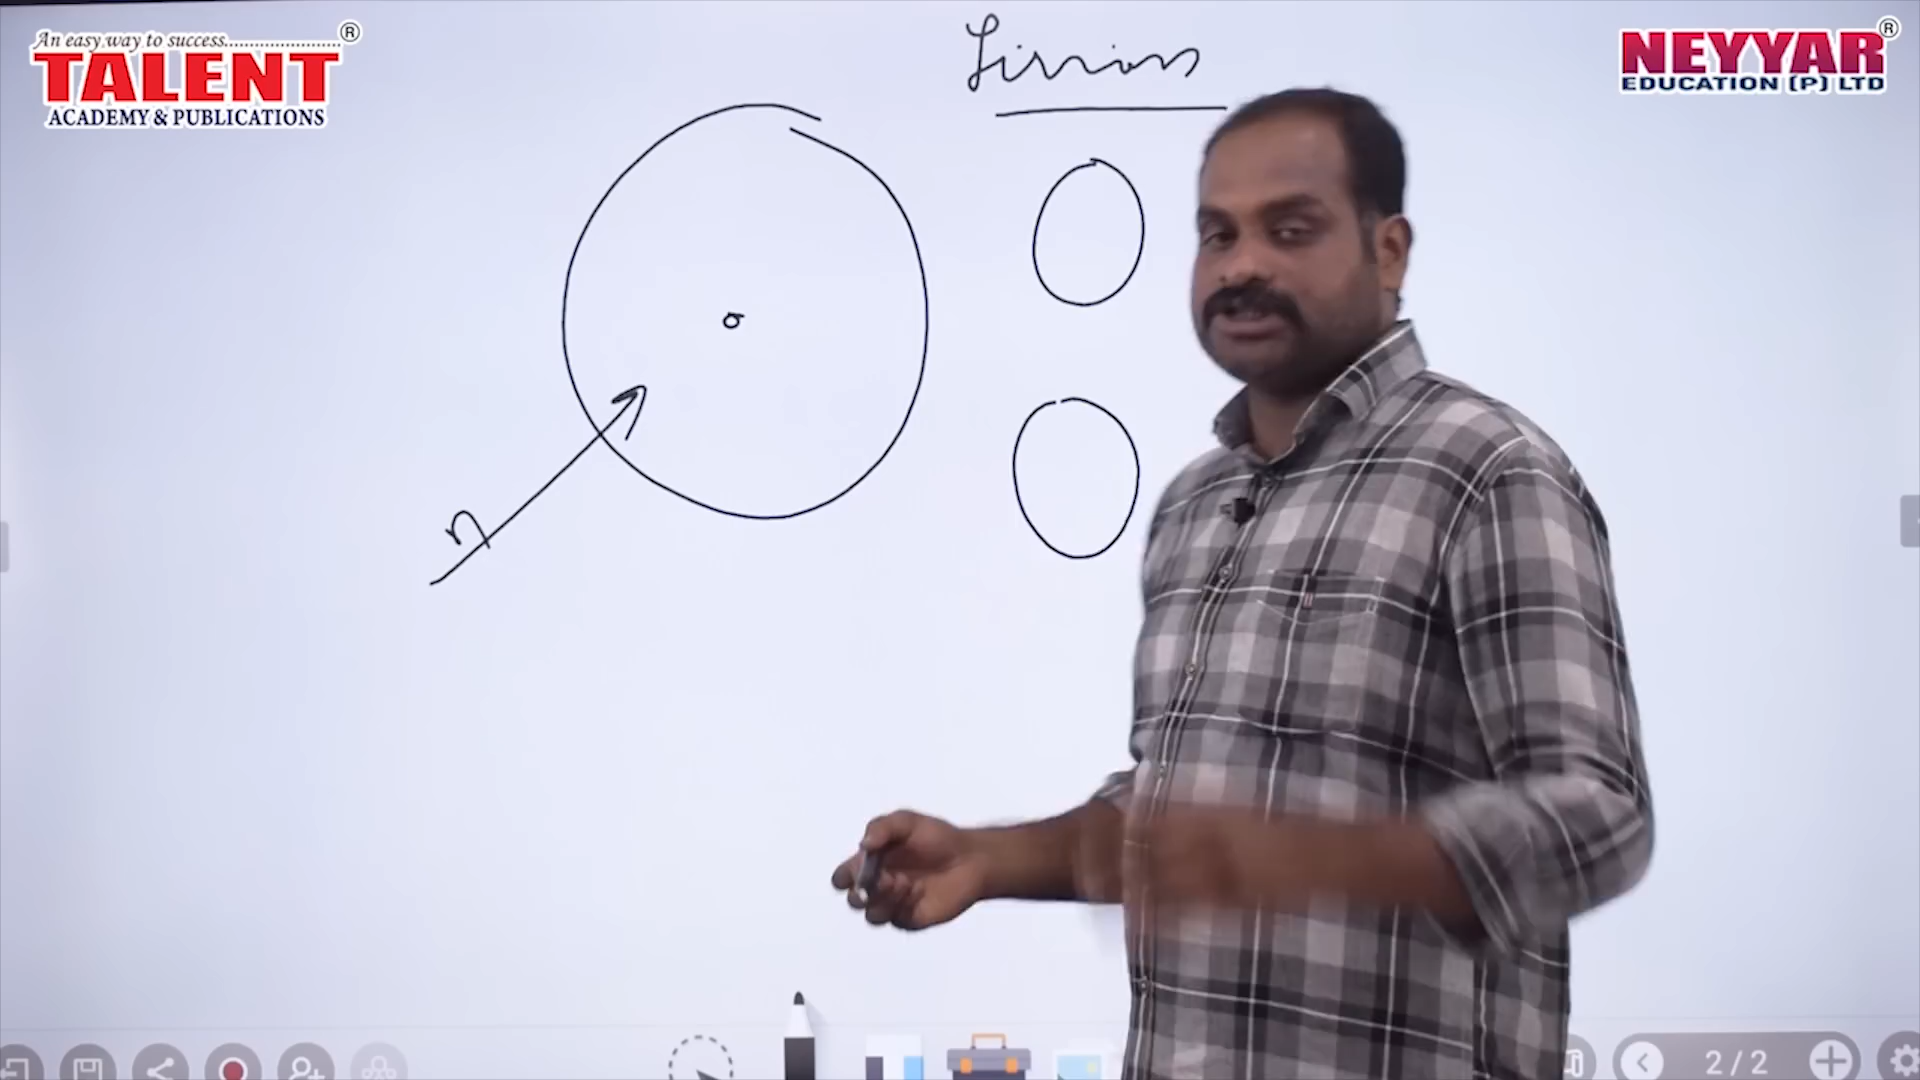 An easy way to success........................®
TALENT
ACADEMY & PUBLICATIONS
NEYYAR®
EDUCATION (P) LTD
Fission
n
2/2